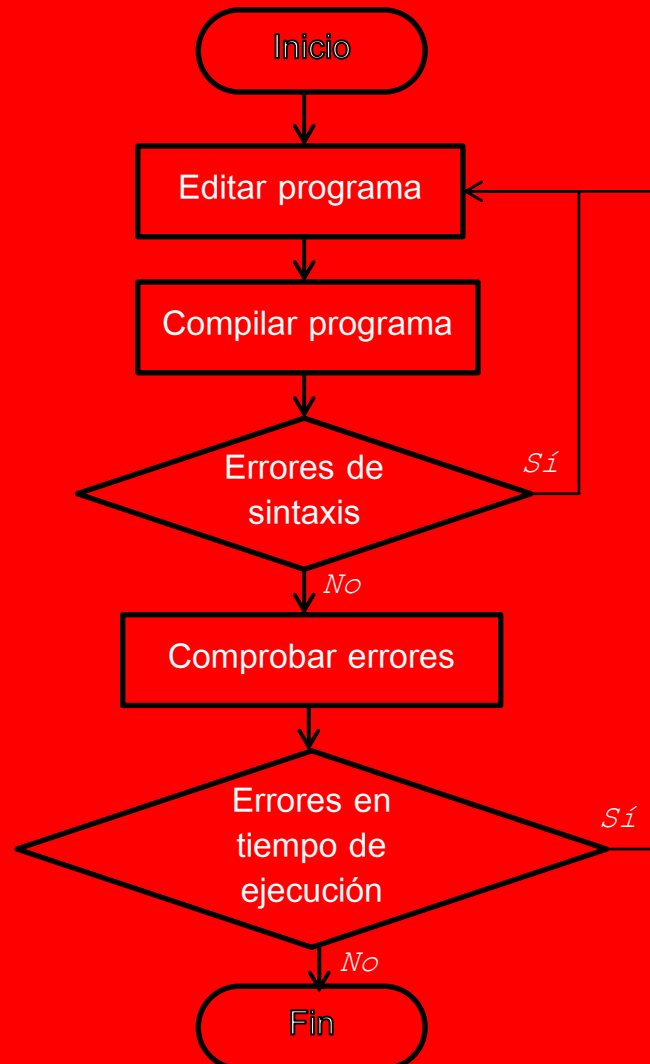 Inicio
Editar programa
Compilar programa
Errores de
sintaxis
Sí
No
Comprobar errores
Errores en
tiempo de
ejecución
Sí
No
Fin